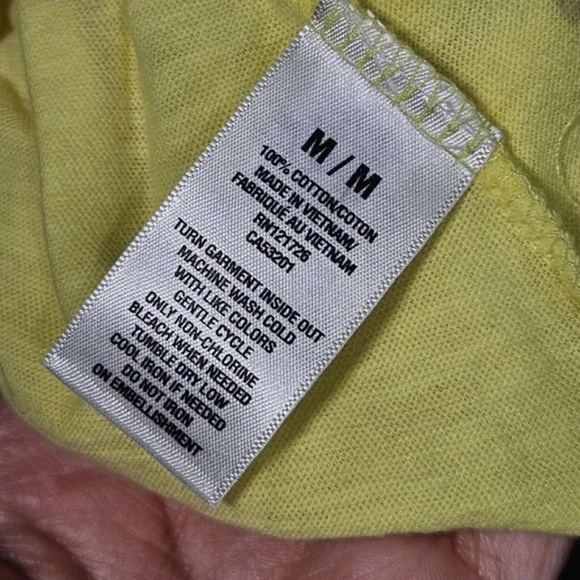 M / M
100% COTTON/COTON
MADE IN VIETNAM/
FABRIQUÉ AU VIETNAM
RN121726
CA53201
TURN GARMENT INSIDE OUT
MACHINE WASH COLD
WITH LIKE COLORS
GENTLE CYCLE
ONLY NON-CHLORINE
BLEACH WHEN NEEDED
TUMBLE DRY LOW
COOL IRON IF NEEDED
DO NOT IRON
ON EMBELLISHMENT